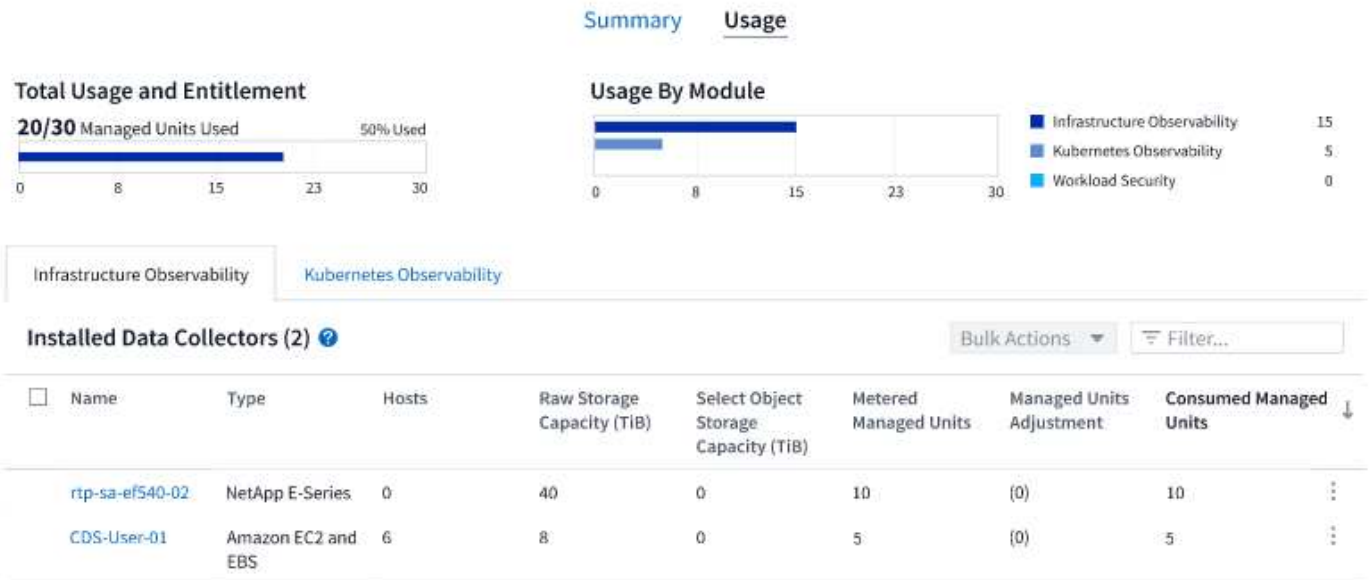 Summary Usage
Total Usage and Entitlement
20/30 Managed Units Used 50% Used
0 8 15 23 30
Usage By Module
Infrastructure Observability 15
Kubernetes Observability 5
Workload Security 0
0 8 15 23 30
Infrastructure Observability Kubernetes Observability
Installed Data Collectors (2) ?
Bulk Actions Filter...
Name Type Hosts Raw Storage Capacity (TiB) Select Object Storage Capacity (TiB) Metered Managed Units Managed Units Adjustment Consumed Managed Units
rtp-sa-ef540-02 NetApp E-Series 0 40 0 10 (0) 10
CDS-User-01 Amazon EC2 and EBS 6 8 0 5 (0) 5